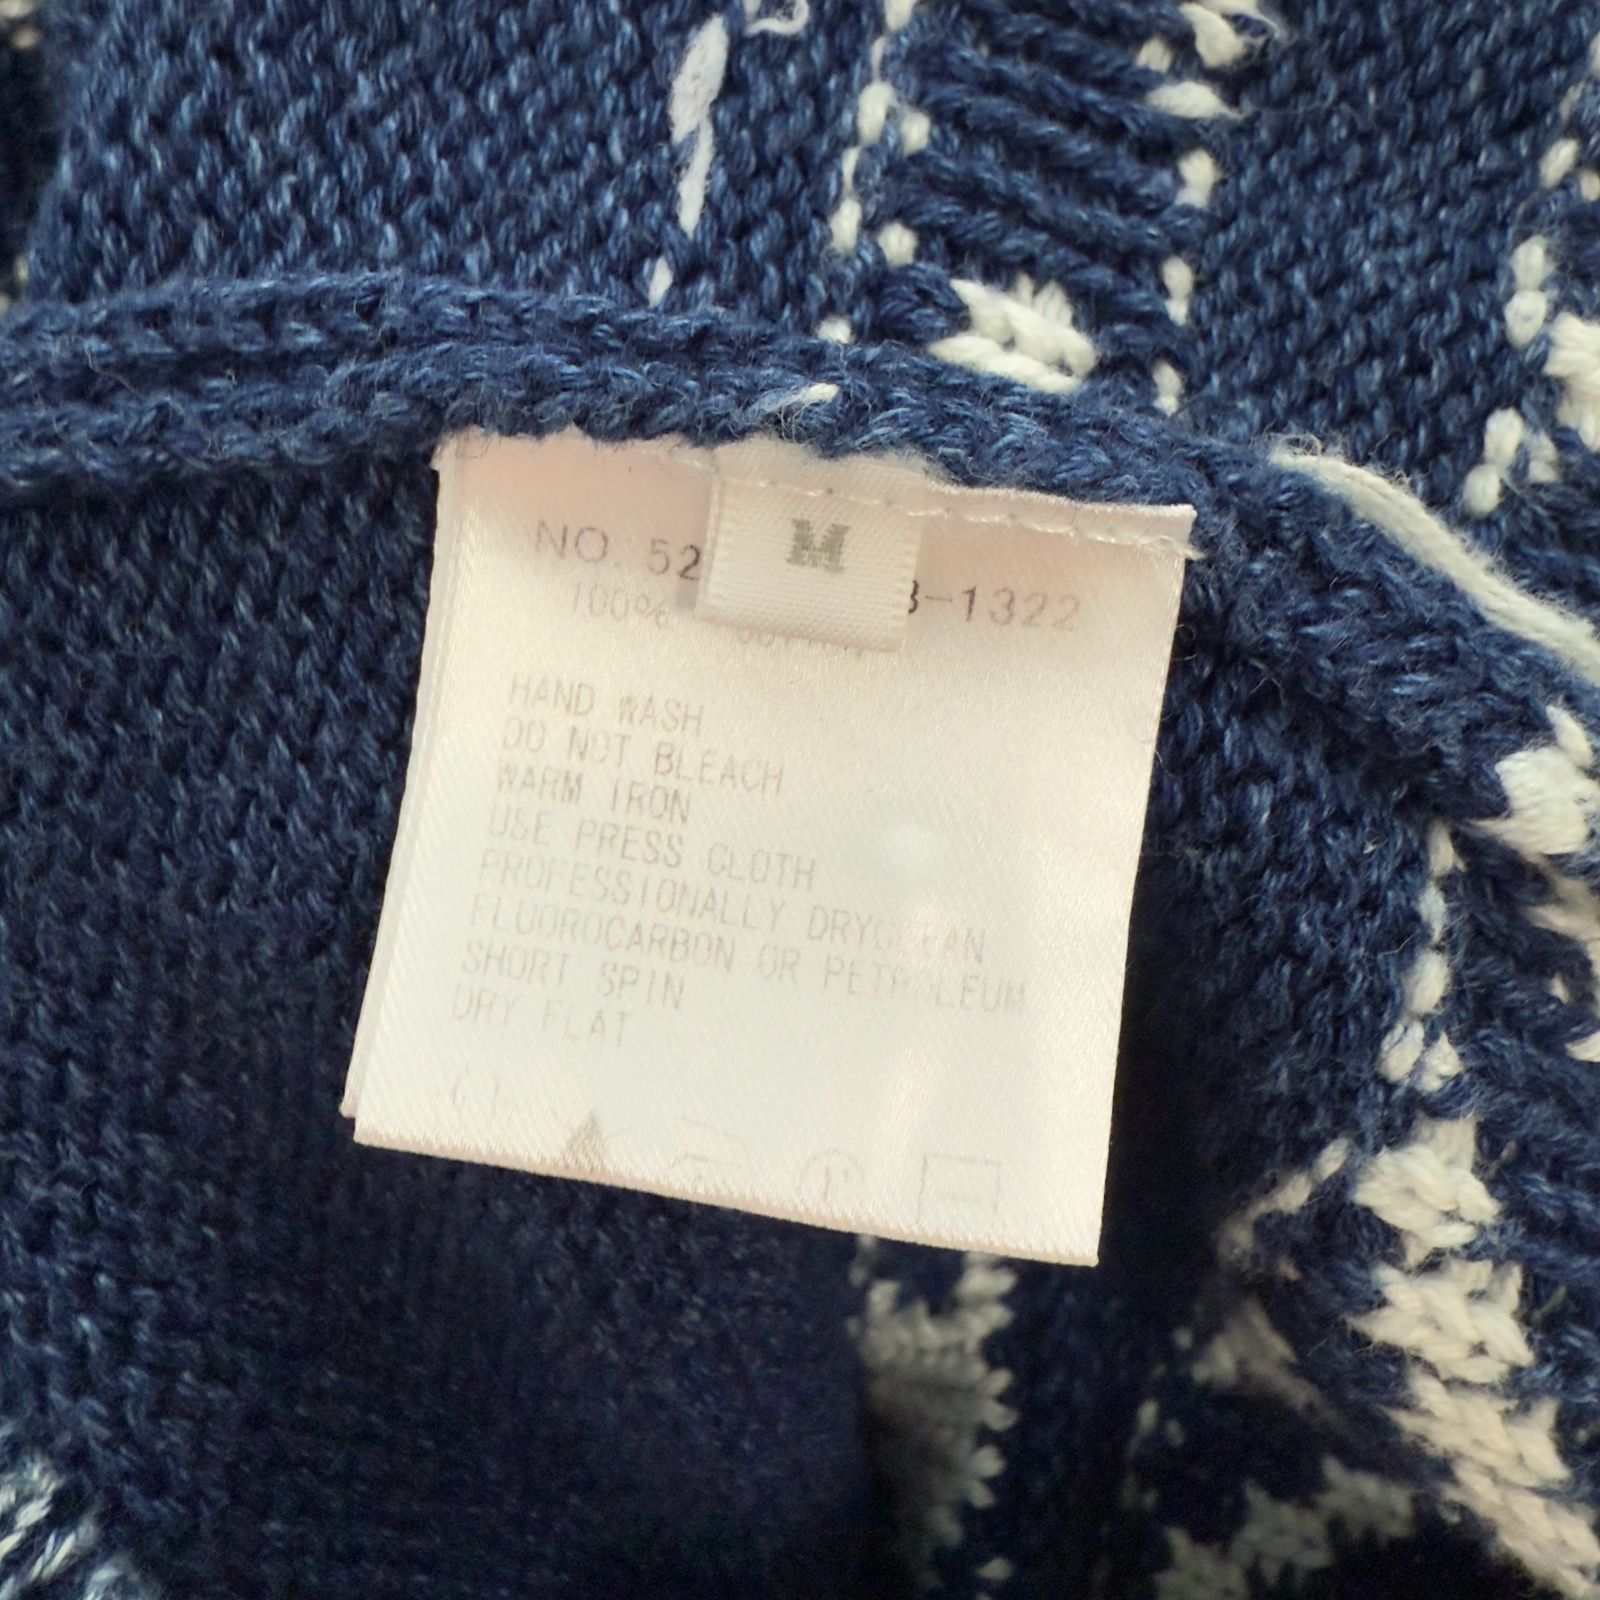 M
NO. 52 3-1322
100%
HAND WASH
DO NOT BLEACH
WARM IRON
USE PRESS CLOTH
PROFESSIONALLY DRYCLEAN
FLUOROCARBON OR PETROLEUM
SHORT SPIN
DRY FLAT